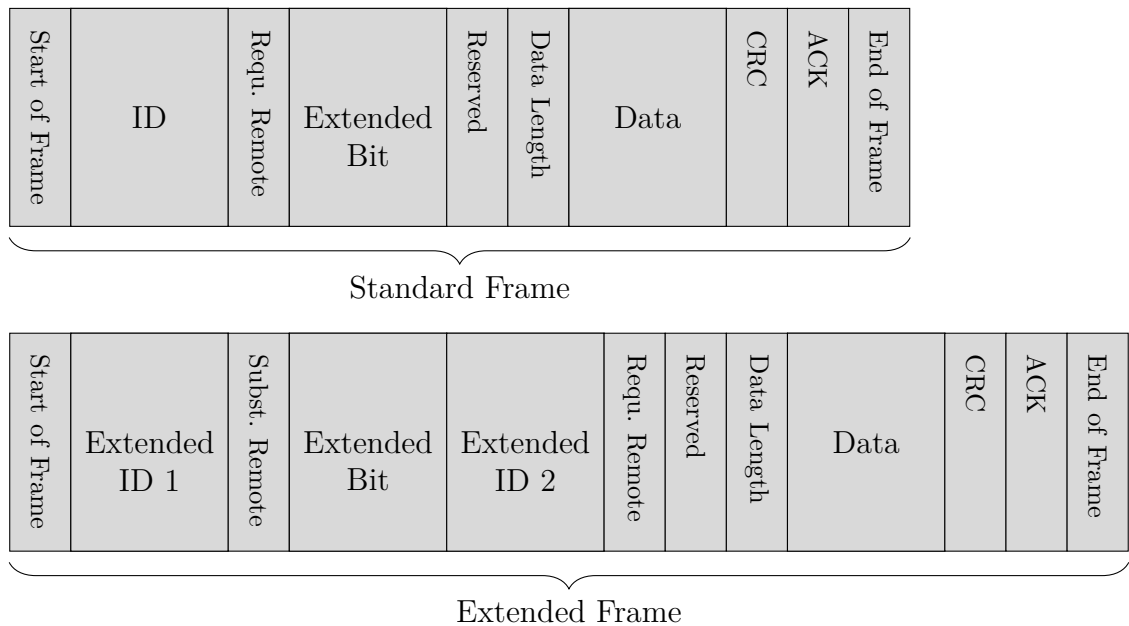 Start of Frame
ID
Requ. Remote
Extended
Bit
Reserved
Data Length
Data
CRC
ACK
End of Frame
Standard Frame
Start of Frame
Extended
ID 1
Subst. Remote
Extended
Bit
Extended
ID 2
Requ. Remote
Reserved
Data Length
Data
CRC
ACK
End of Frame
Extended Frame